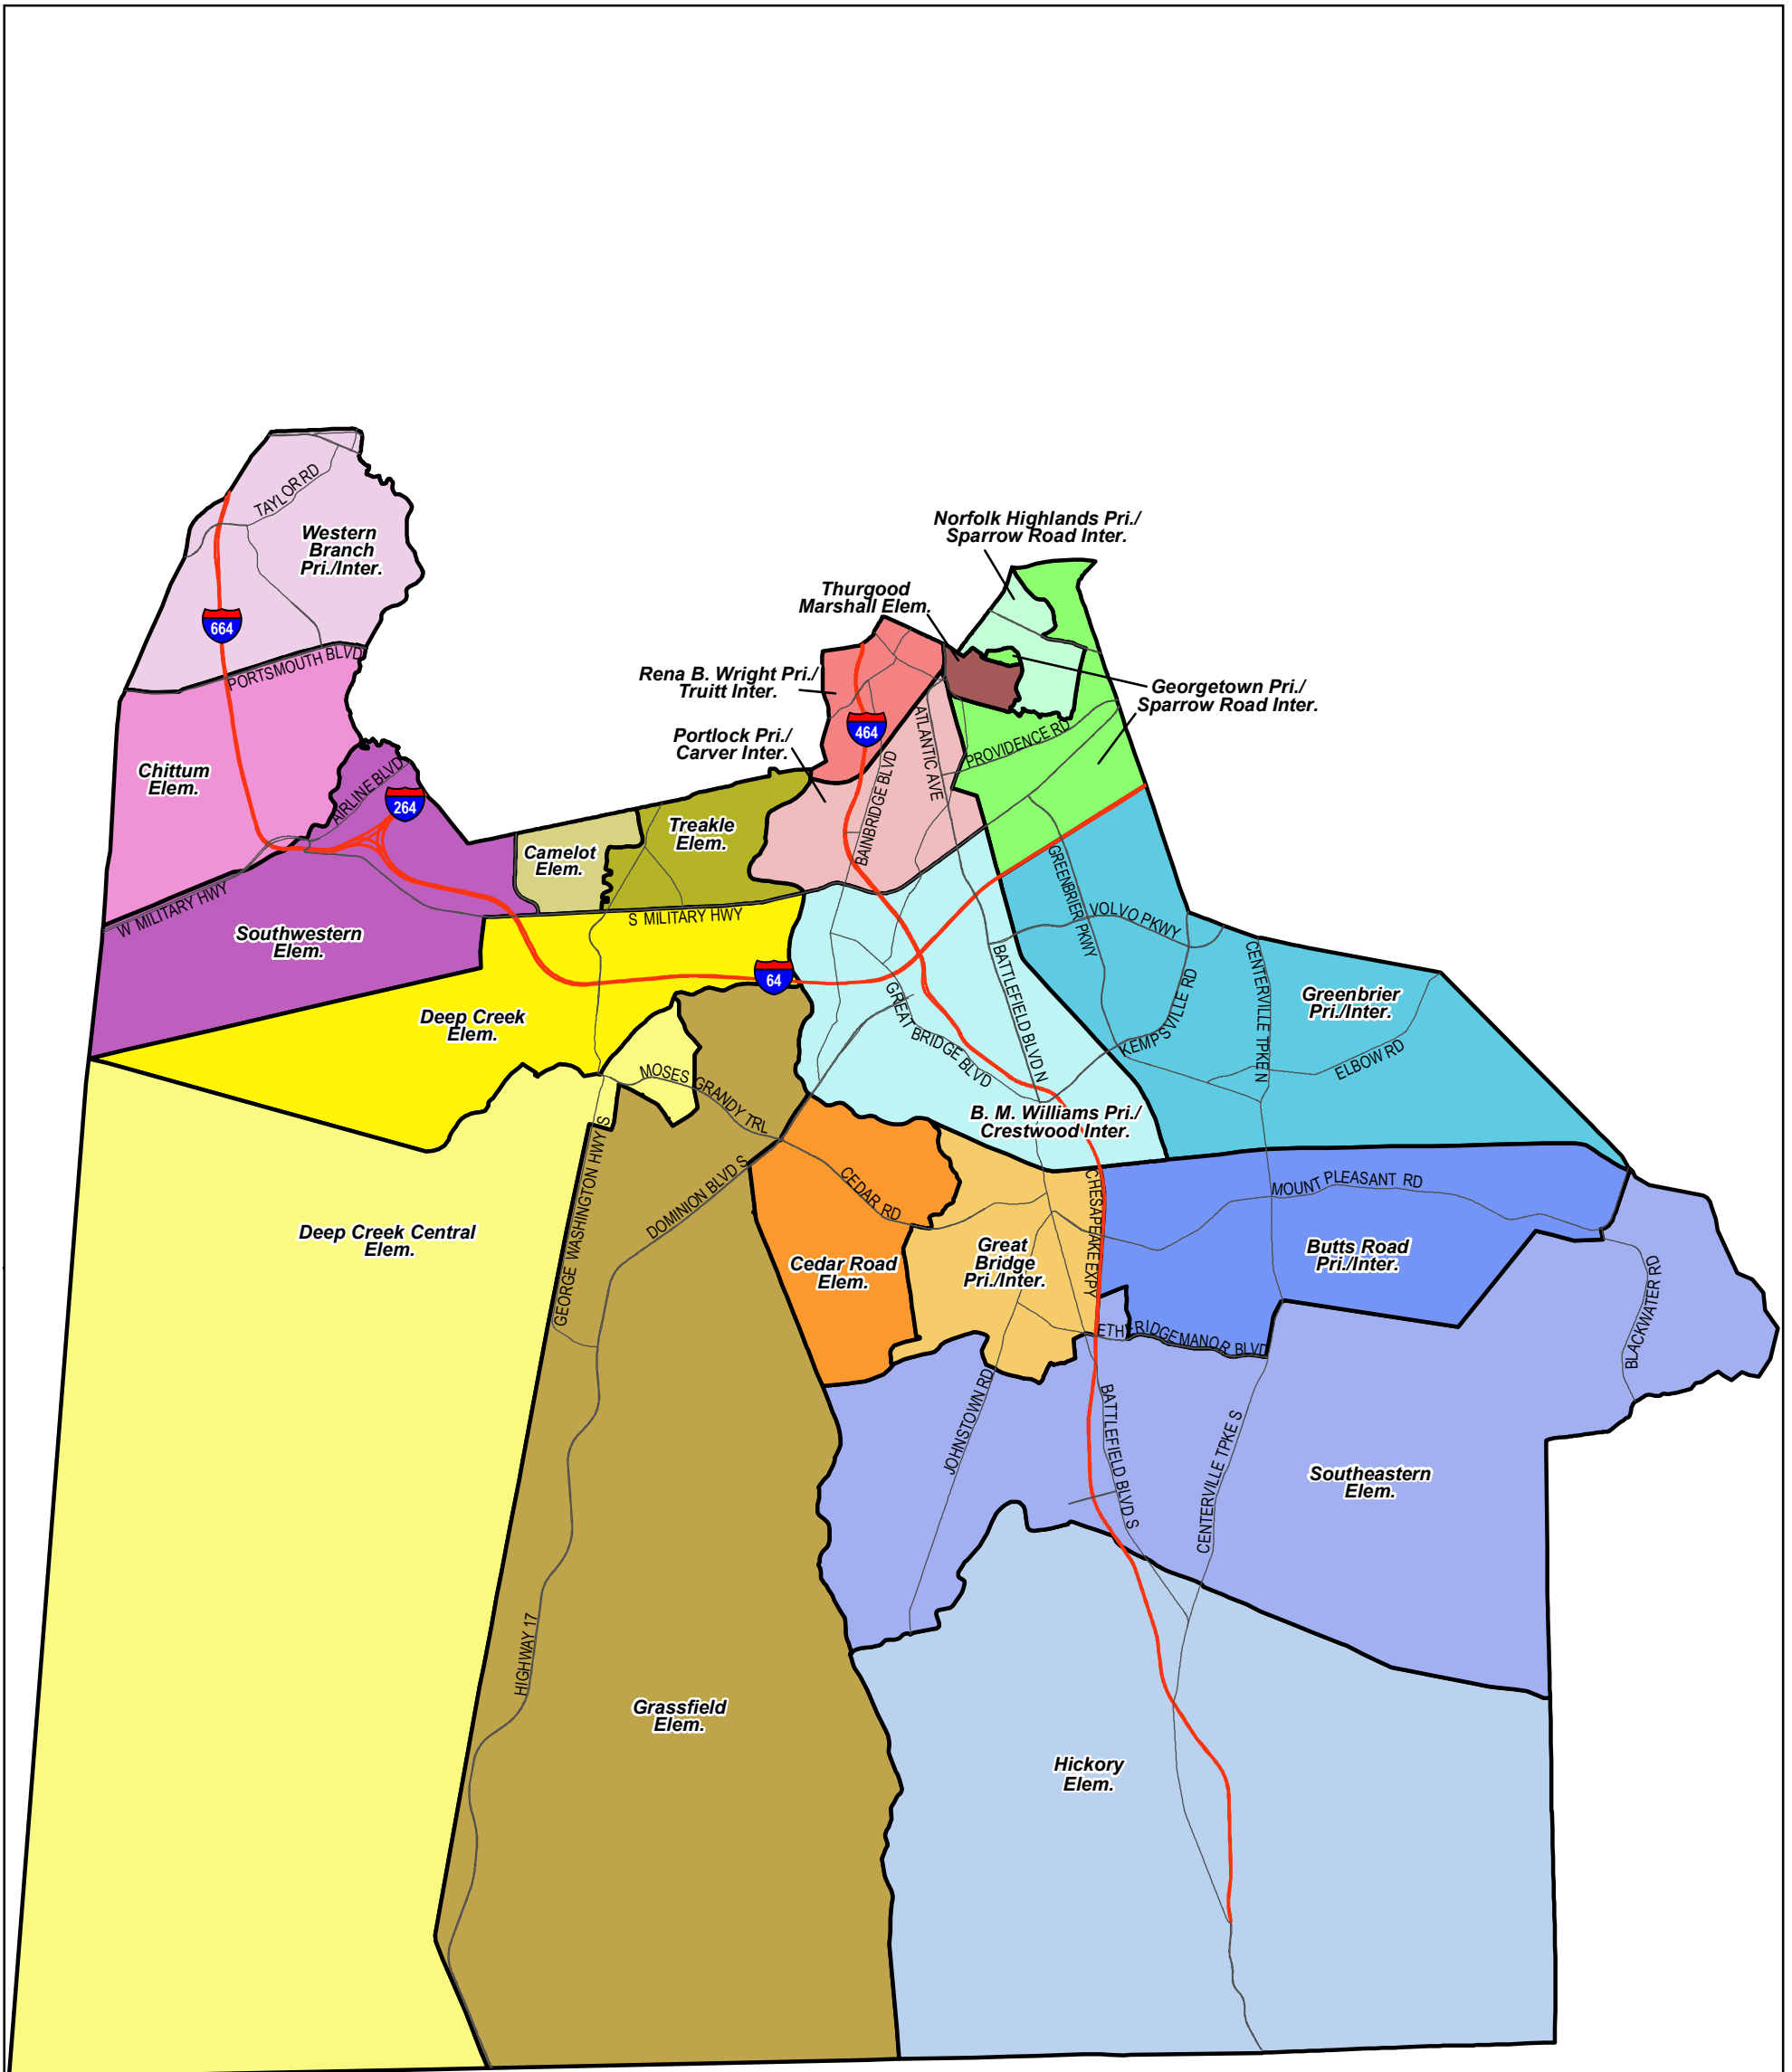 TAYLOR RD
Western
Branch
Pri./Inter.
664
PORTSMOUTH BLVD
Norfolk Highlands Pri./
Sparrow Road Inter.
Thurgood
Marshall Elem.
Rena B. Wright Pri./
Truitt Inter.
Georgetown Pri./
Sparrow Road Inter.
464
Portlock Pri./
Carver Inter.
ATLANTIC AVE
PROVIDENCE RD
BAINBRIDGE BLVD
Chittum
Elem.
AIRLINE BLVD
264
Treakle
Elem.
Camelot
Elem.
GREENBRIER PKWY
W MILITARY HWY
S MILITARY HWY
VOLVO PKWY
Southwestern
Elem.
64
BATTLEFIELD BLVD N
CENTERVILLE TPKE N
KEMPSVILLE RD
Greenbrier
Pri./Inter.
Deep Creek
Elem.
GREAT BRIDGE BLVD
ELBOW RD
MOSES GRANDY TRL
B. M. Williams Pri./
Crestwood Inter.
GEORGE WASHINGTON HWY S
DOMINION BLVD S
CEDAR RD
CHESAPEAKE EXPY
MOUNT PLEASANT RD
Deep Creek Central
Elem.
Cedar Road
Elem.
Great
Bridge
Pri./Inter.
Butts Road
Pri./Inter.
BLACKWATER RD
ETHERIDGE MANOR BLVD
JOHNSTOWN RD
BATTLEFIELD BLVD S
CENTERVILLE TPKE S
Southeastern
Elem.
HIGHWAY 17
Grassfield
Elem.
Hickory
Elem.